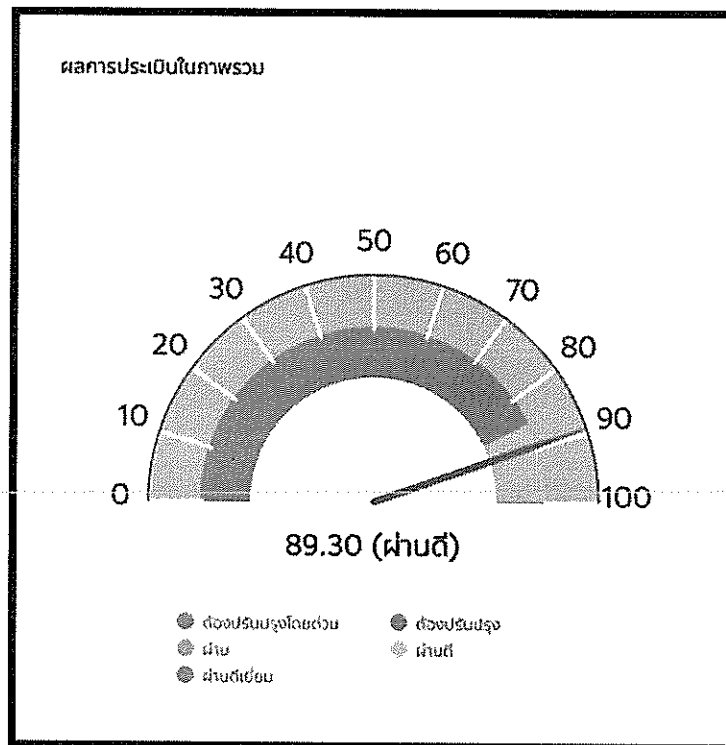 ผลการประเมินในภาพรวม
50
40 60
30 70
20 80
10 90
0 100
89.30 (ผ่านดี)
ต้องปรับปรุงโดยด่วน ต้องปรับปรุง
ผ่าน ผ่านดี
ผ่านดีเยี่ยม